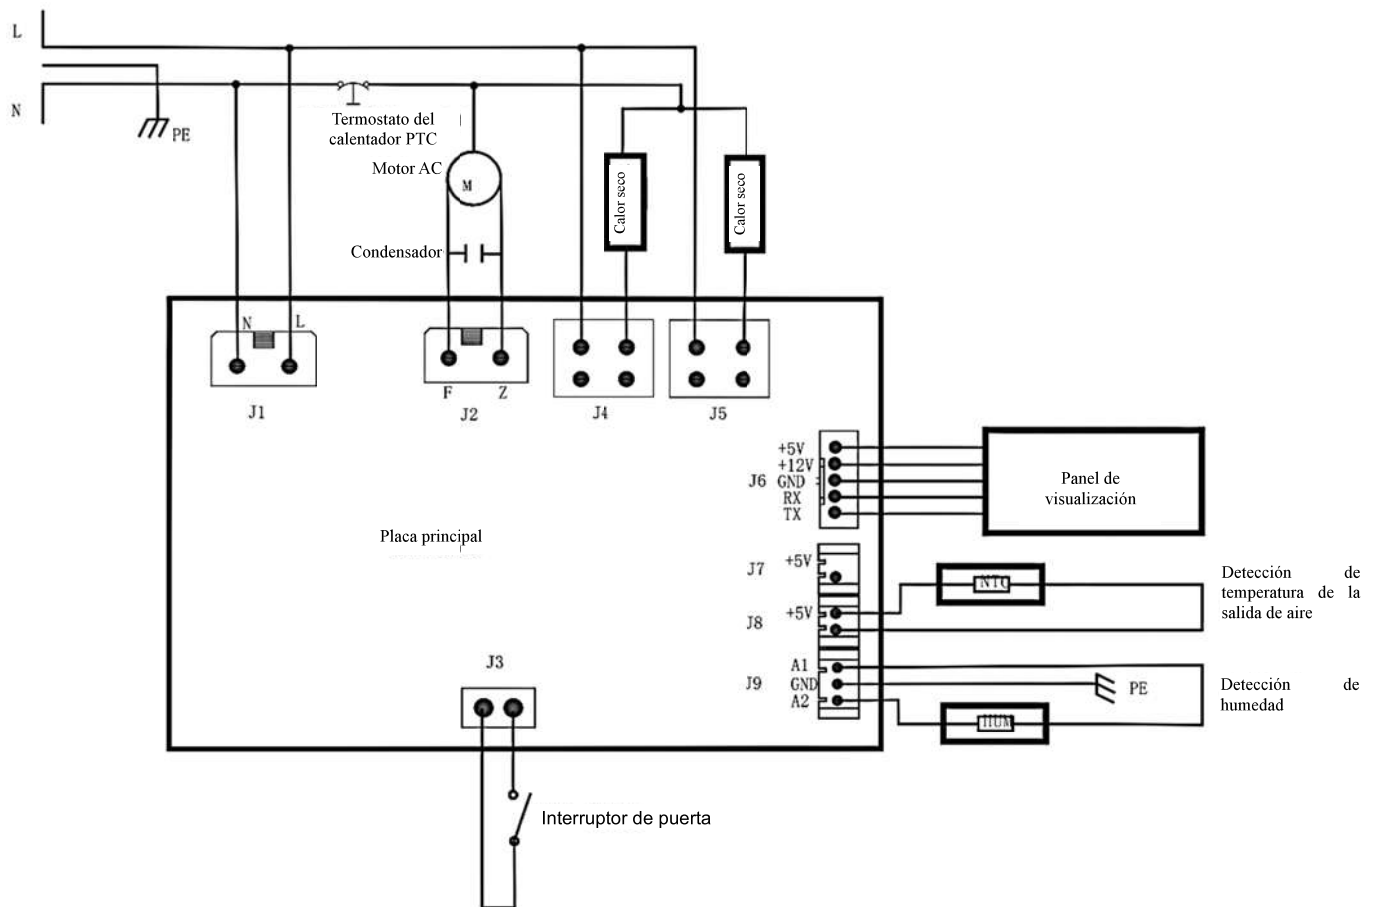 L
N
PE
Termostato del
calentador PTC
Motor AC
M
Condensador
Calor seco
Calor seco
N L
J1
F Z
J2
J4
J5
+5V
+12V
J6 GND
RX
TX
Panel de
visualización
Placa principal
J7 +5V
J8 +5V
NTC
Detección de
temperatura de la
salida de aire
A1
J9 GND
A2
PE
HUM
Detección de
humedad
J3
Interruptor de puerta